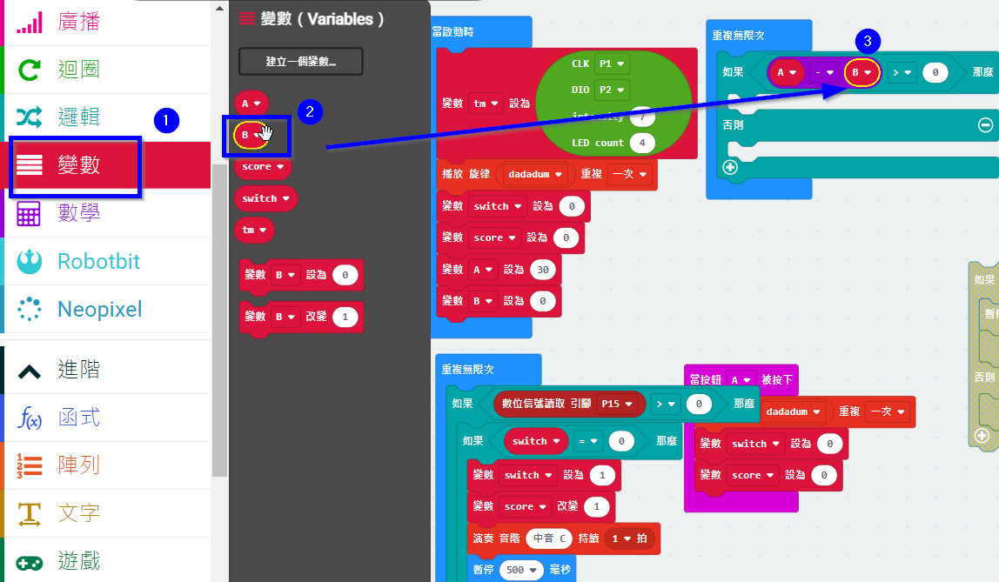 廣播
迴圈
邏輯
變數
數學
Robotbit
Neopixel
進階
函式
陣列
文字
遊戲
1
變數 ( Variables )
建立一個變數...
A
B
score
switch
tm
變數 B 設為 0
變數 B 改變 1
2
當啟動時
變數 tm 設為
CLK P1
DIO P2
intensity 7
LED count 4
播放 旋律 dadadum 重複 一次
變數 switch 設為 0
變數 score 設為 0
變數 A 設為 30
變數 B 設為 0
3
重複無限次
如果 A - B > 0 那麼
否則
重複無限次
如果 數位信號讀取 引腳 P15 > 0 那麼
如果 switch = 0 那麼
變數 switch 設為 1
變數 score 改變 1
演奏 音階 中音 C 持續 1 拍
暫停 500 毫秒
當按鈕 A 被按下
dadadum 重複 一次
變數 switch 設為 0
變數 score 設為 0
如果
否則